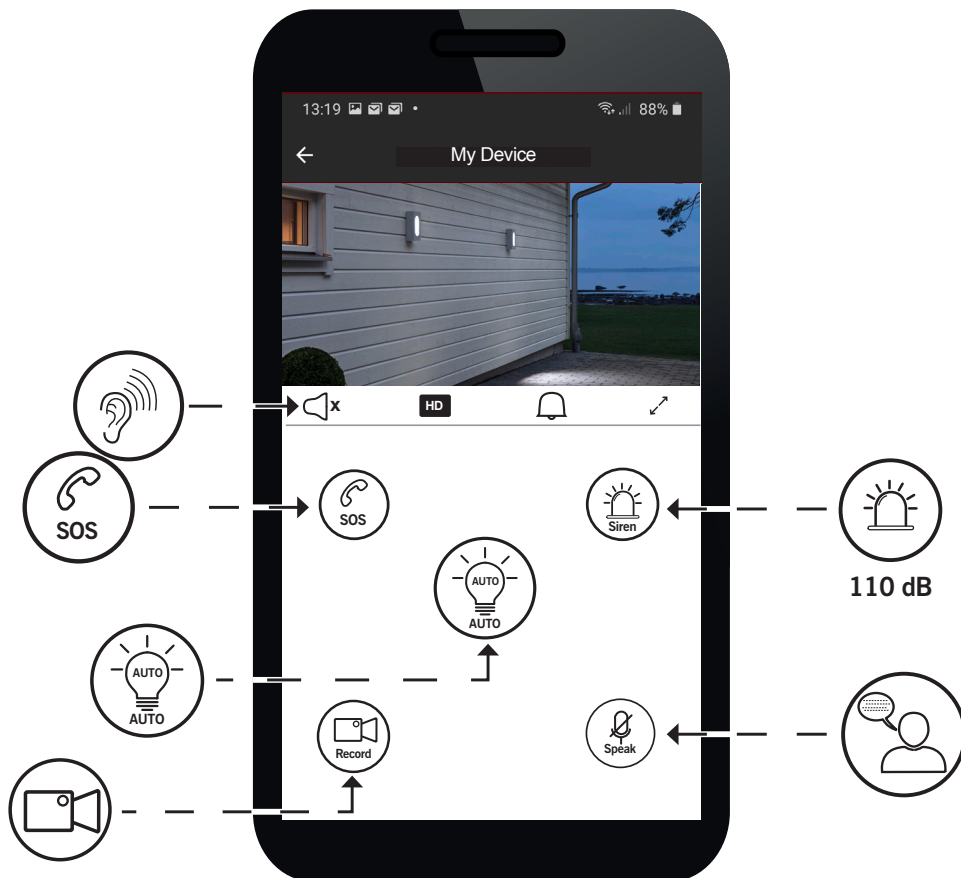 13:19
88%
My Device
x
HD
SOS
SOS
Siren
110 dB
AUTO
AUTO
AUTO
AUTO
Record
Speak